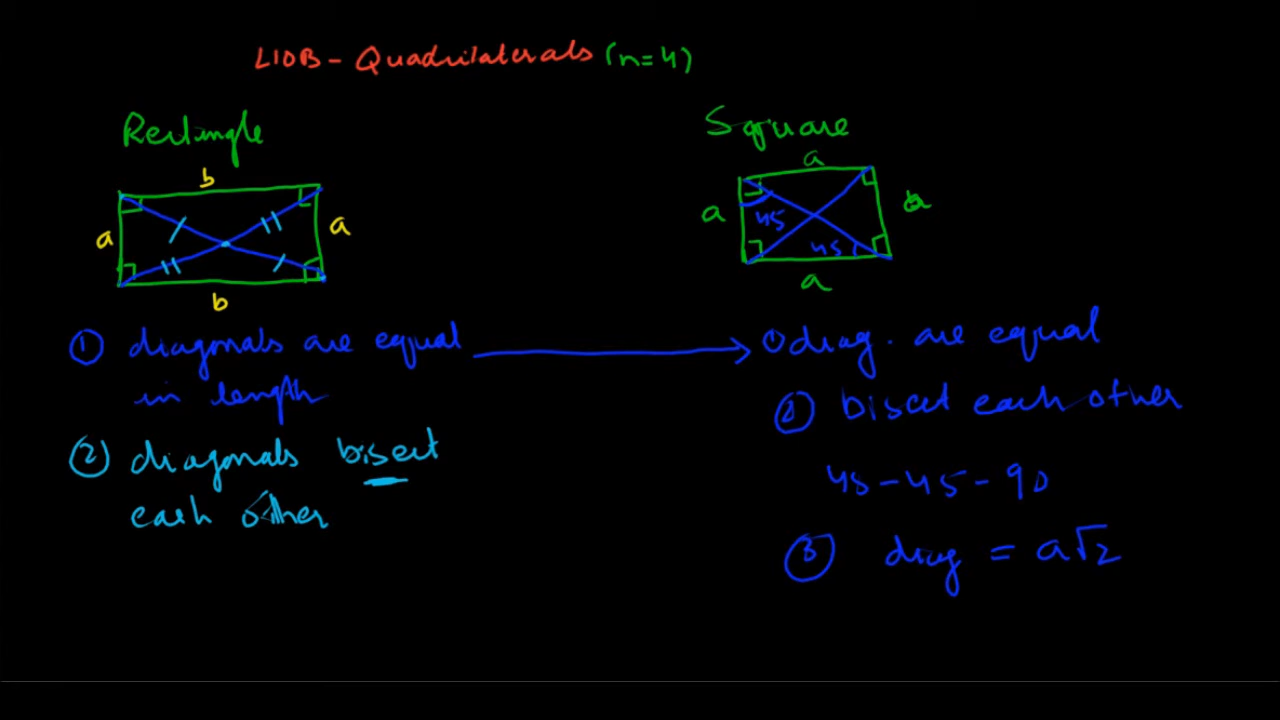 L10B - Quadrilaterals (n=4)
Rectangle
b
a
a
b
① diagonals are equal
in length
② diagonals bisect
each other
Square
a
a
a
45
45
a
① diag. are equal
② bisect each other
45 - 45 - 90
③ diag = a√2